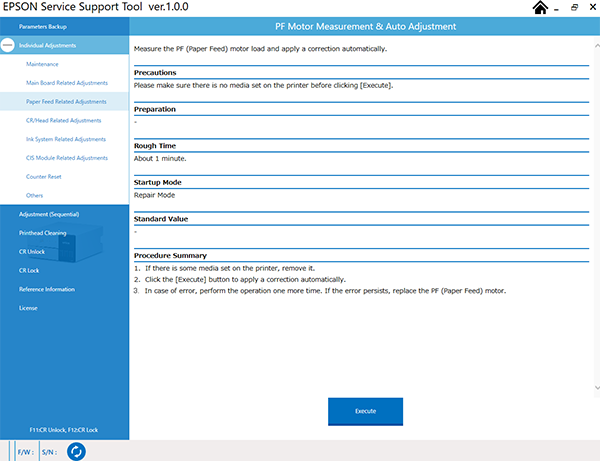 EPSON Service Support Tool ver.1.0.0
Parameters Backup
Individual Adjustments
Maintenance
Main Board Related Adjustments
Paper Feed Related Adjustments
CR/Head Related Adjustments
Ink System Related Adjustments
CIS Module Related Adjustments
Counter Reset
Others
Adjustment (Sequential)
Printhead Cleaning
CR Unlock
CR Lock
Reference Information
License
F11:CR Unlock, F12:CR Lock
PF Motor Measurement & Auto Adjustment
Measure the PF (Paper Feed) motor load and apply a correction automatically.
Precautions
Please make sure there is no media set on the printer before clicking [Execute].
Preparation
-
Rough Time
About 1 minute.
Startup Mode
Repair Mode
Standard Value
-
Procedure Summary
1. If there is some media set on the printer, remove it.
2. Click the [Execute] button to apply a correction automatically.
3. In case of error, perform the operation one more time. If the error persists, replace the PF (Paper Feed) motor.
Execute
F/W : S/N :